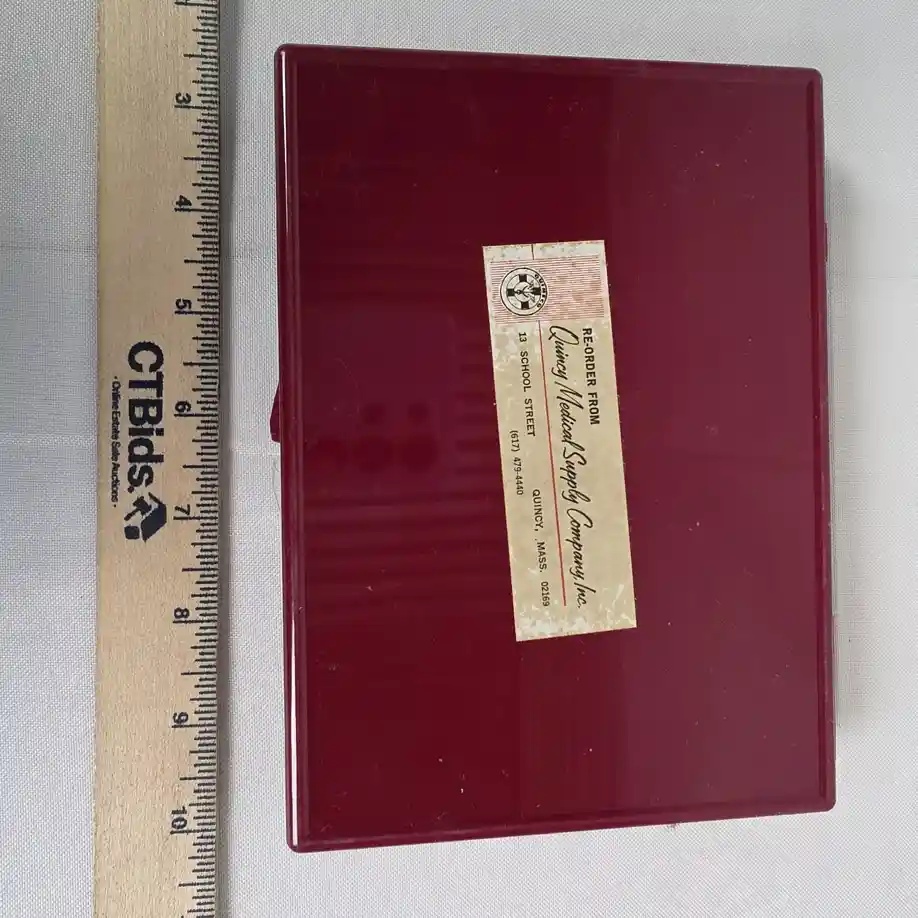 3
4
5
6
7
8
9
10
CTBids.
· Online Estate Sale Auctions ·
RE-ORDER FROM
Quincy Medical Supply Company, Inc.
13 SCHOOL STREET QUINCY, MASS. 02169
(617) 479-4440